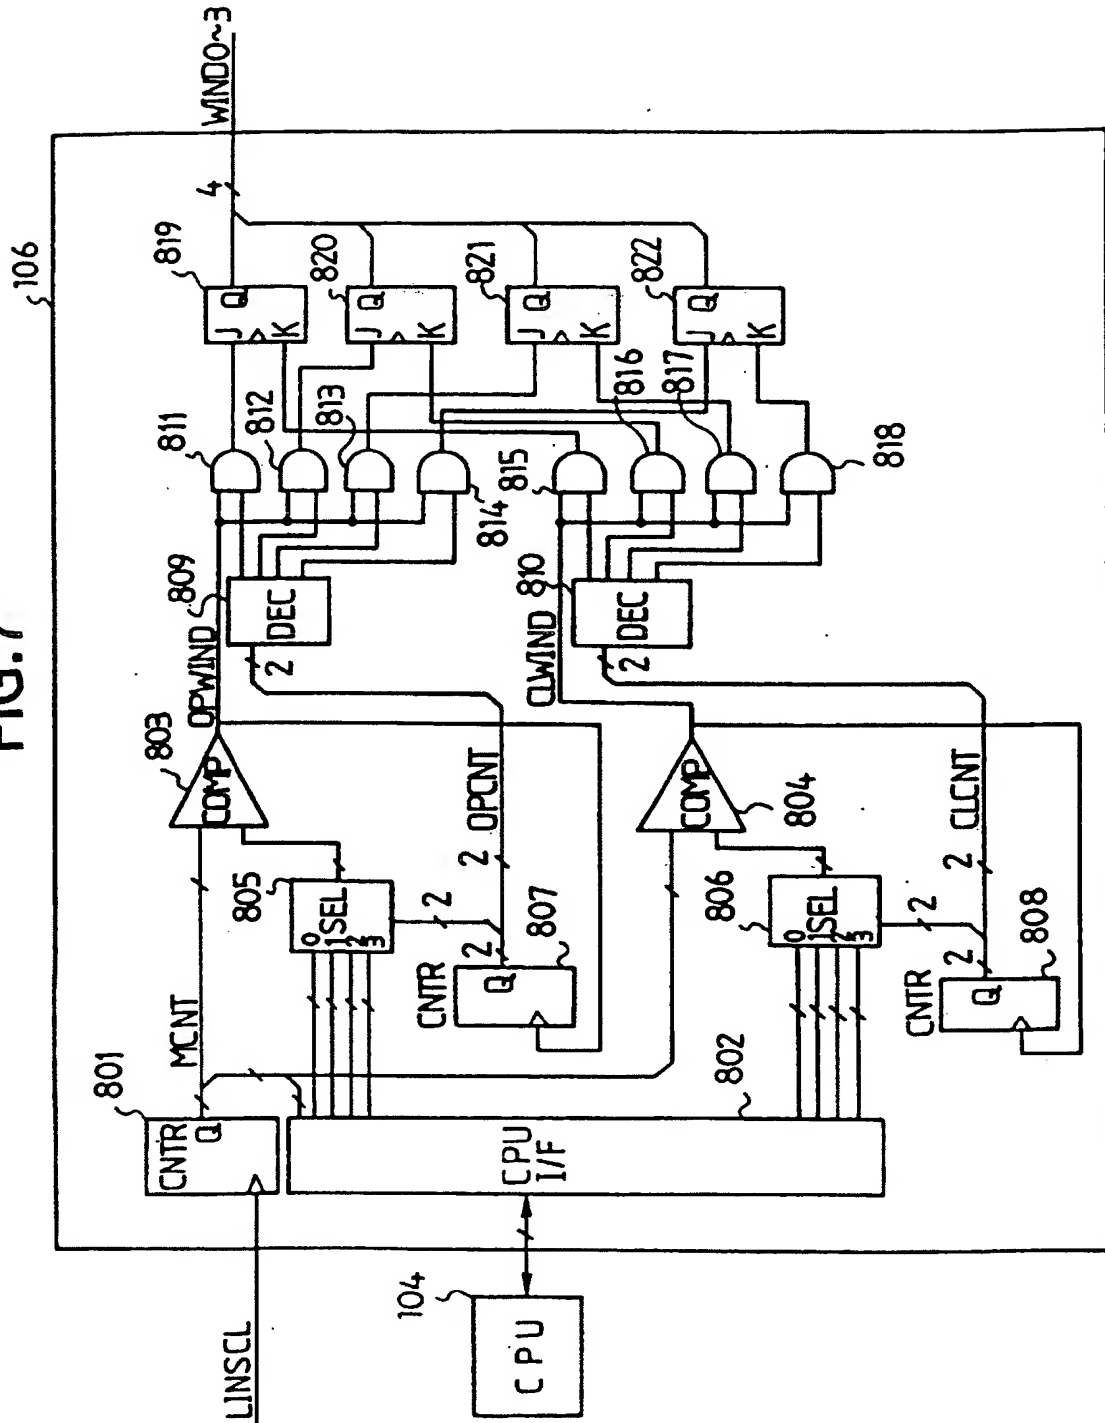 FIG. 7
106
WIND0~3
4
819
J Q
K
820
J Q
K
821
J Q
K
822
J Q
K
811
812
813
814
815
816
817
818
809
DEC
2
810
DEC
2
OPWIND
CLWIND
803
COMP
804
COMP
OPCNT
2
CLCNT
2
805
SEL
0
1
2
3
2
806
SEL
0
1
2
3
2
807
CNTR
Q
2
808
CNTR
Q
2
MCNT
801
CNTR
Q
802
CPU
I/F
104
CPU
LINSCL